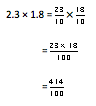 2.3 × 1.8 = 23/10 × 18/10
= 23 × 18/100
= 414/100